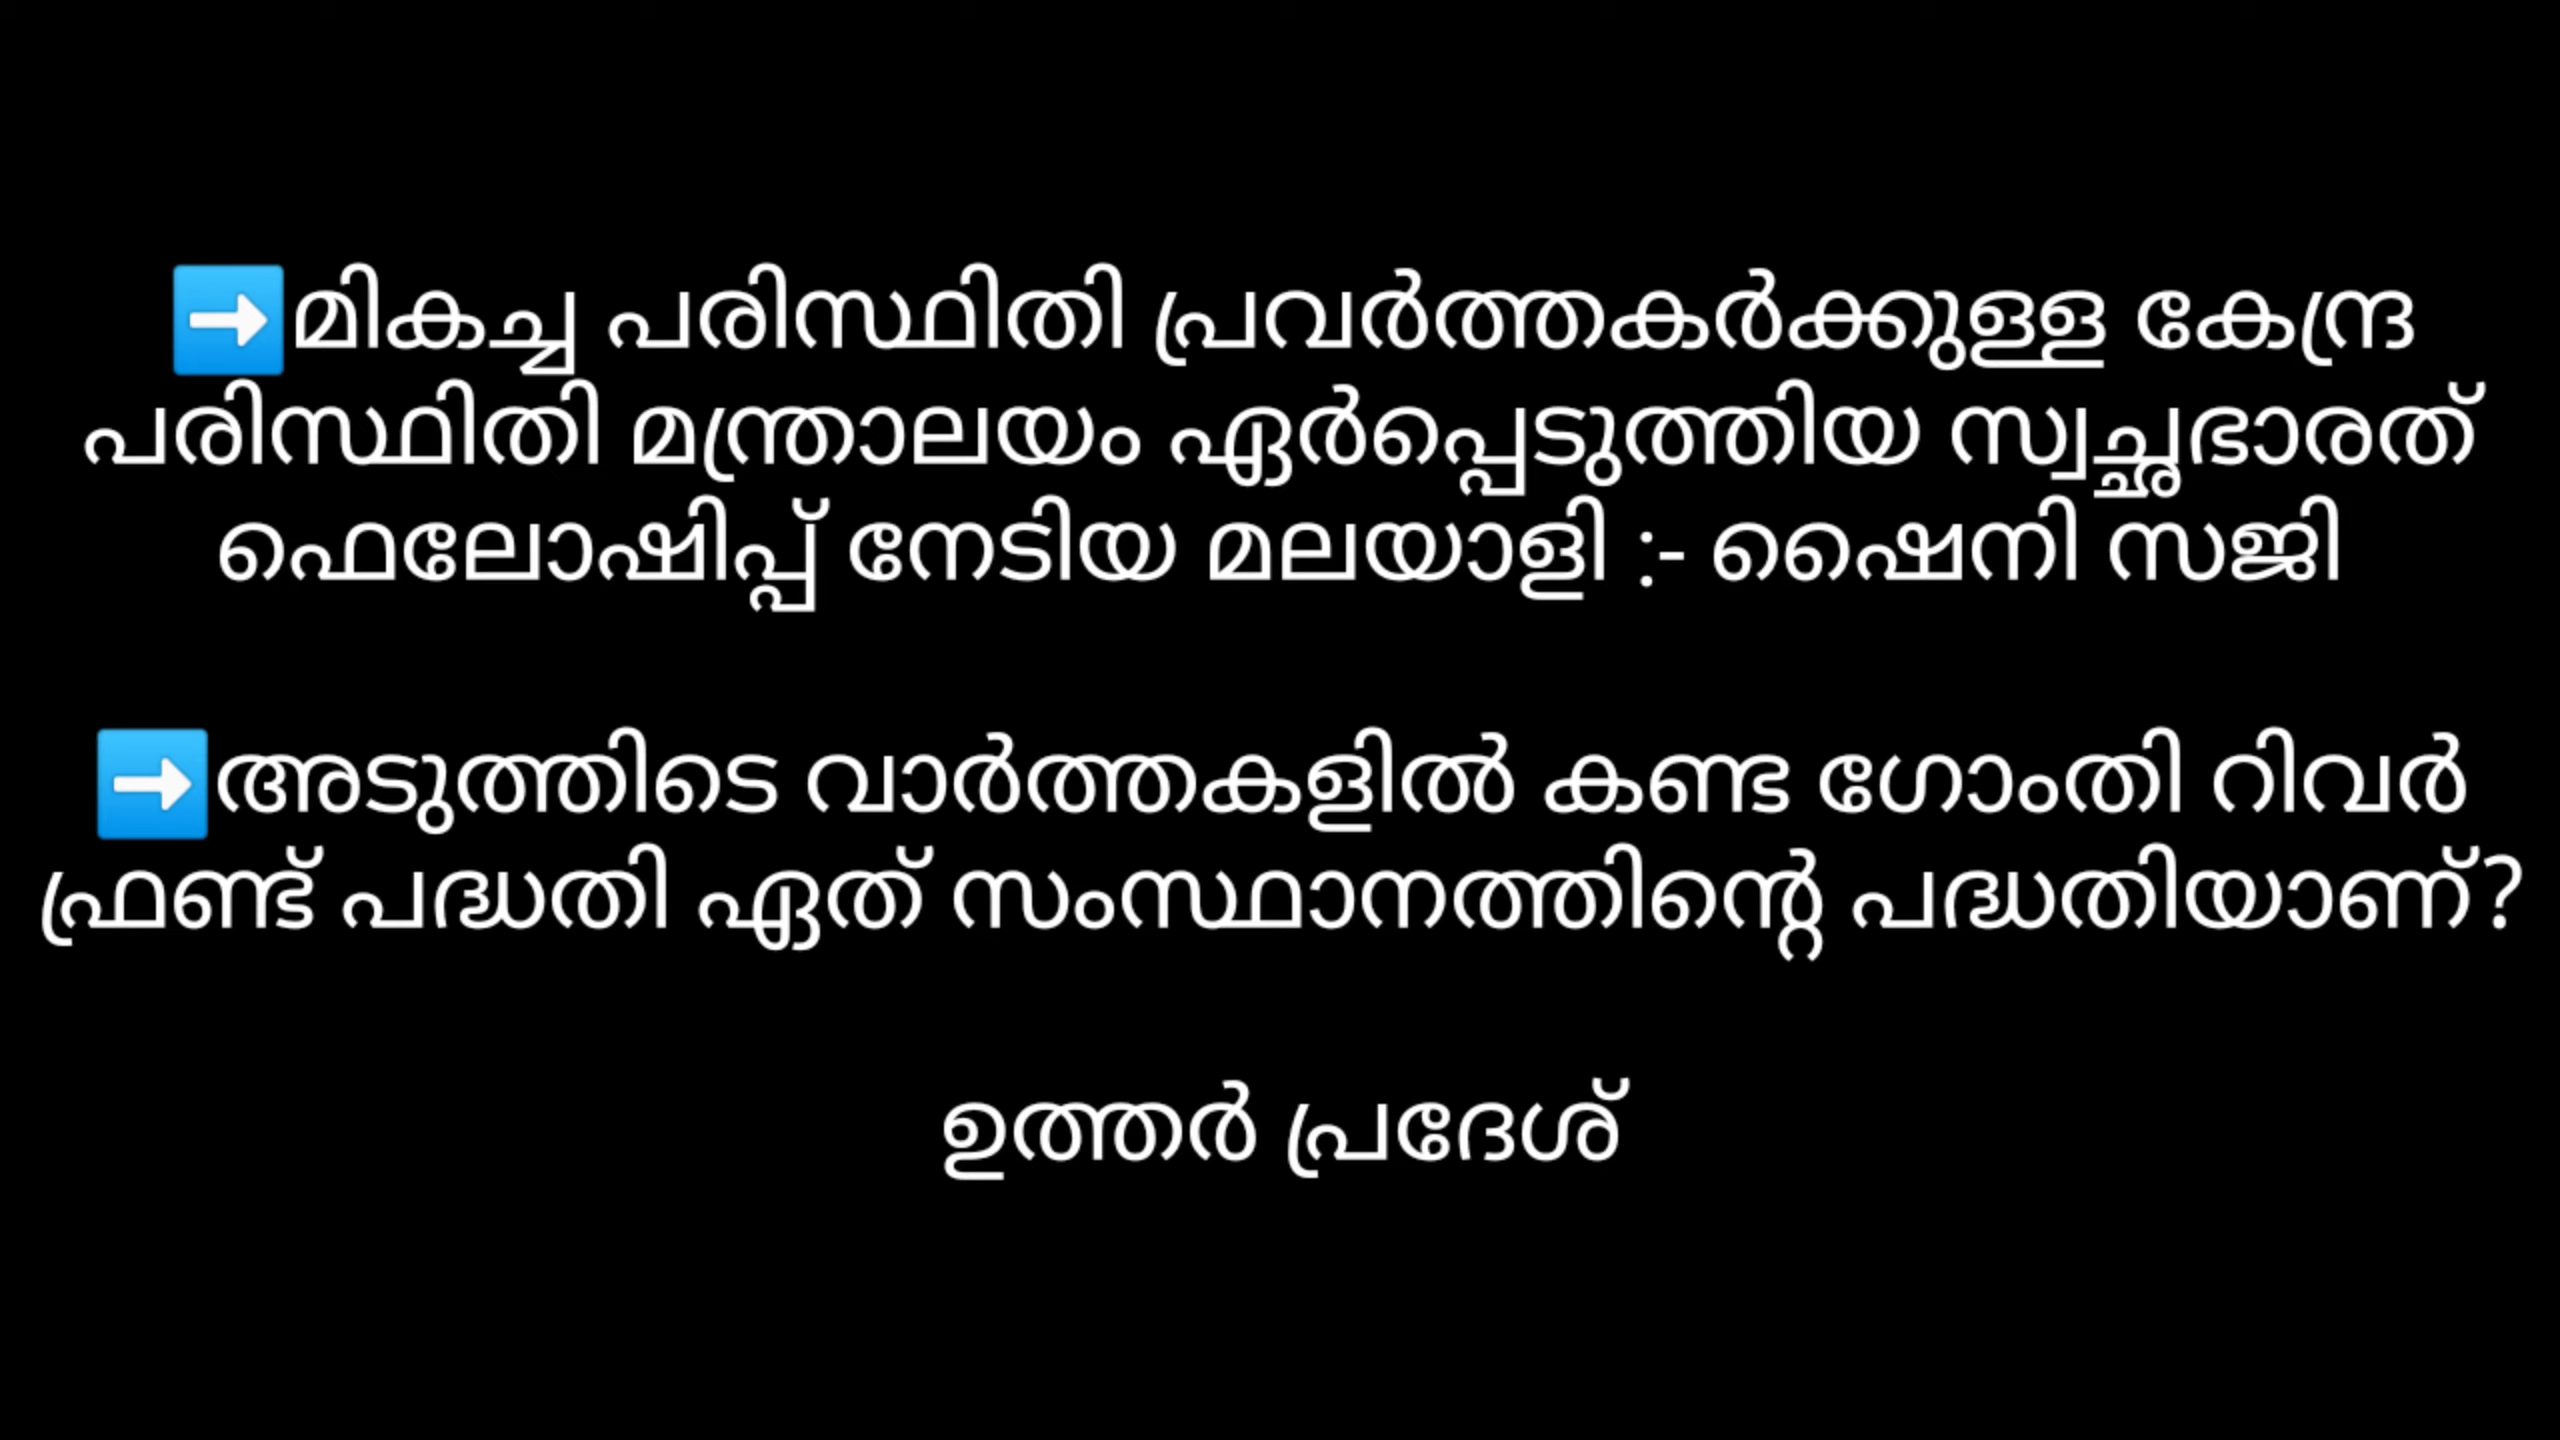 ➡️മികച്ച പരിസ്ഥിതി പ്രവർത്തകർക്കുള്ള കേന്ദ്ര
പരിസ്ഥിതി മന്ത്രാലയം ഏർപ്പെടുത്തിയ സ്വച്ഛഭാരത്
ഫെലോഷിപ്പ് നേടിയ മലയാളി :- ഷൈനി സജി
➡️അടുത്തിടെ വാർത്തകളിൽ കണ്ട ഗോംതി റിവർ
ഫ്രണ്ട് പദ്ധതി ഏത് സംസ്ഥാനത്തിന്റെ പദ്ധതിയാണ്?
ഉത്തർ പ്രദേശ്